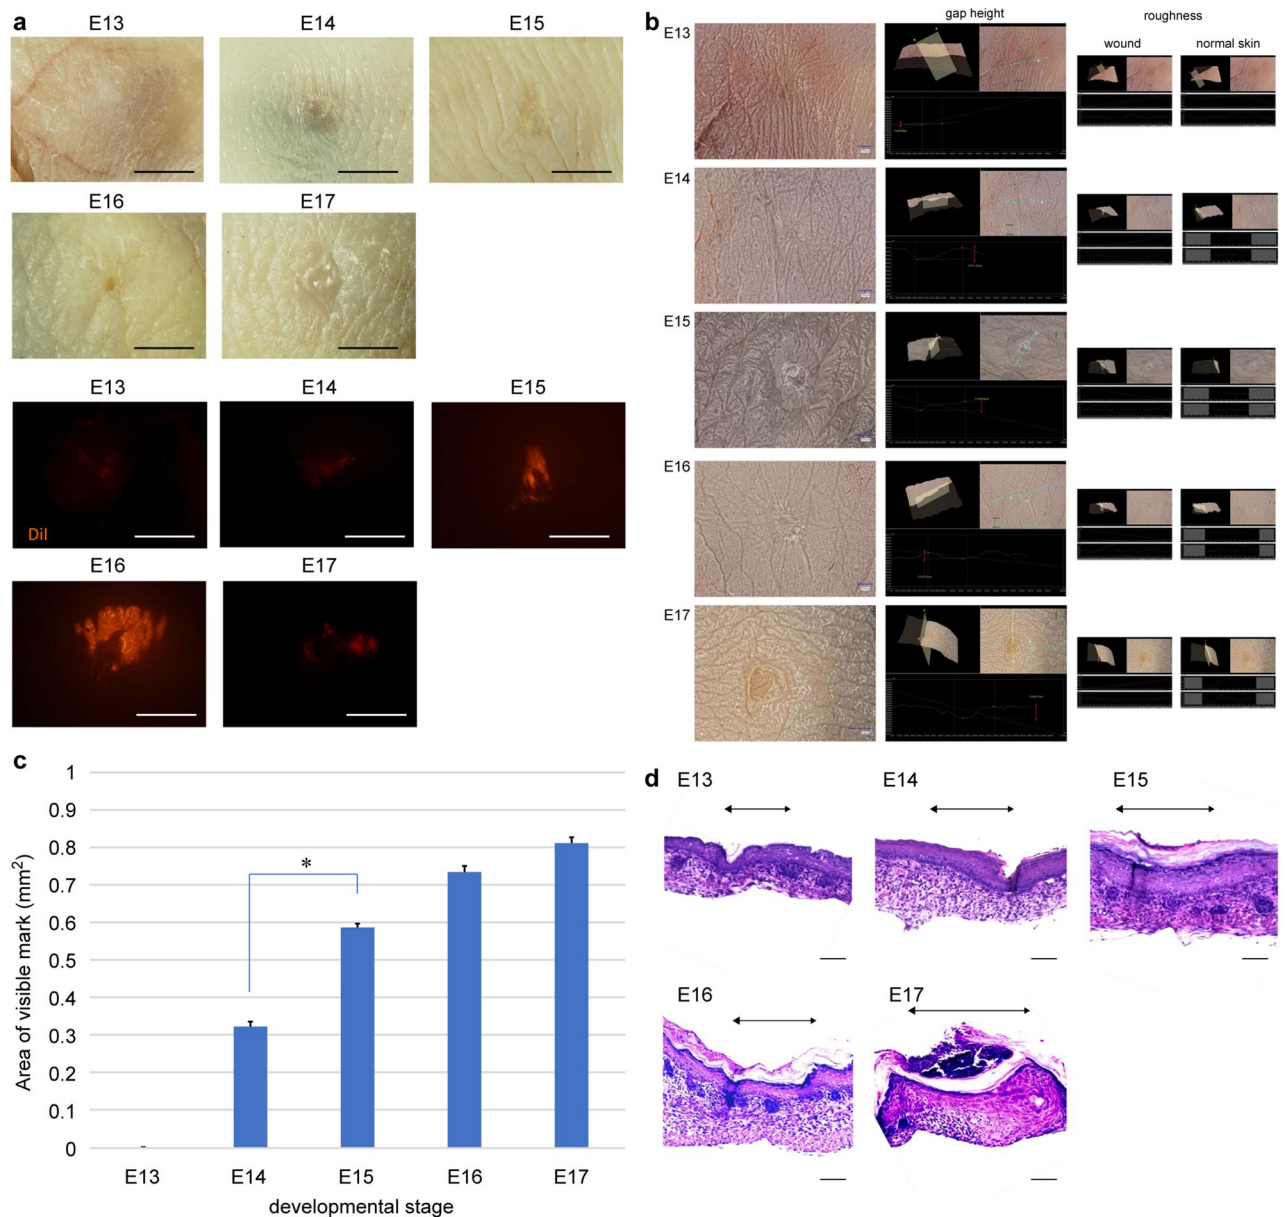 a
E13 E14 E15
E16 E17
E13 E14 E15
DiI
E16 E17
b
gap height
roughness
wound normal skin
E13
E14
E15
E16
E17
c
1
0.9
0.8
0.7
0.6
0.5
0.4
0.3
0.2
0.1
0
Area of visible mark (mm²)
*
E13 E14 E15 E16 E17
developmental stage
d
E13 E14 E15
E16 E17